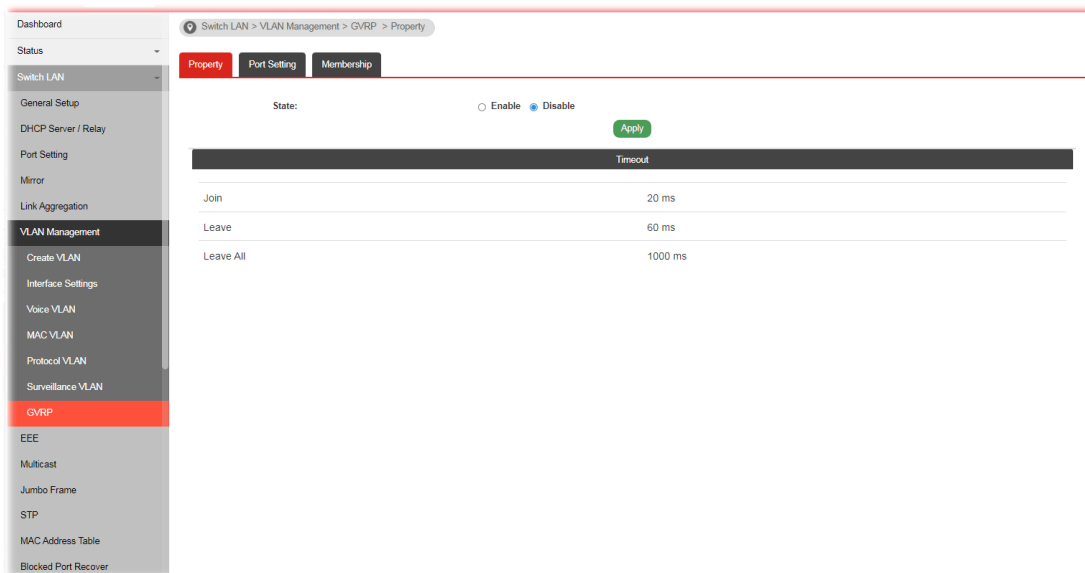 Dashboard
Switch LAN > VLAN Management > GVRP > Property
Status
Property Port Setting Membership
Switch LAN
General Setup
State: Enable Disable
DHCP Server / Relay
Apply
Port Setting
Timeout
Mirror
Join 20 ms
Link Aggregation
Leave 60 ms
VLAN Management
Leave All 1000 ms
Create VLAN
Interface Settings
Voice VLAN
MAC VLAN
Protocol VLAN
Surveillance VLAN
GVRP
EEE
Multicast
Jumbo Frame
STP
MAC Address Table
Blocked Port Recover